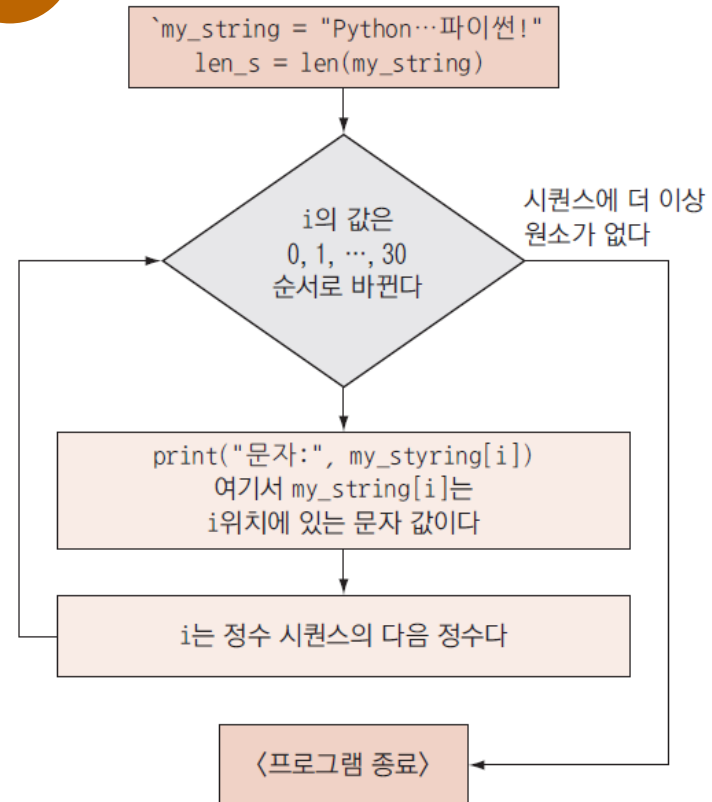 `my_string = "Python…파이썬!"
len_s = len(my_string)
i의 값은
0, 1, …, 30
순서로 바뀐다
시퀀스에 더 이상
원소가 없다
print("문자:", my_styring[i])
여기서 my_string[i]는
i위치에 있는 문자 값이다
i는 정수 시퀀스의 다음 정수다
〈프로그램 종료〉